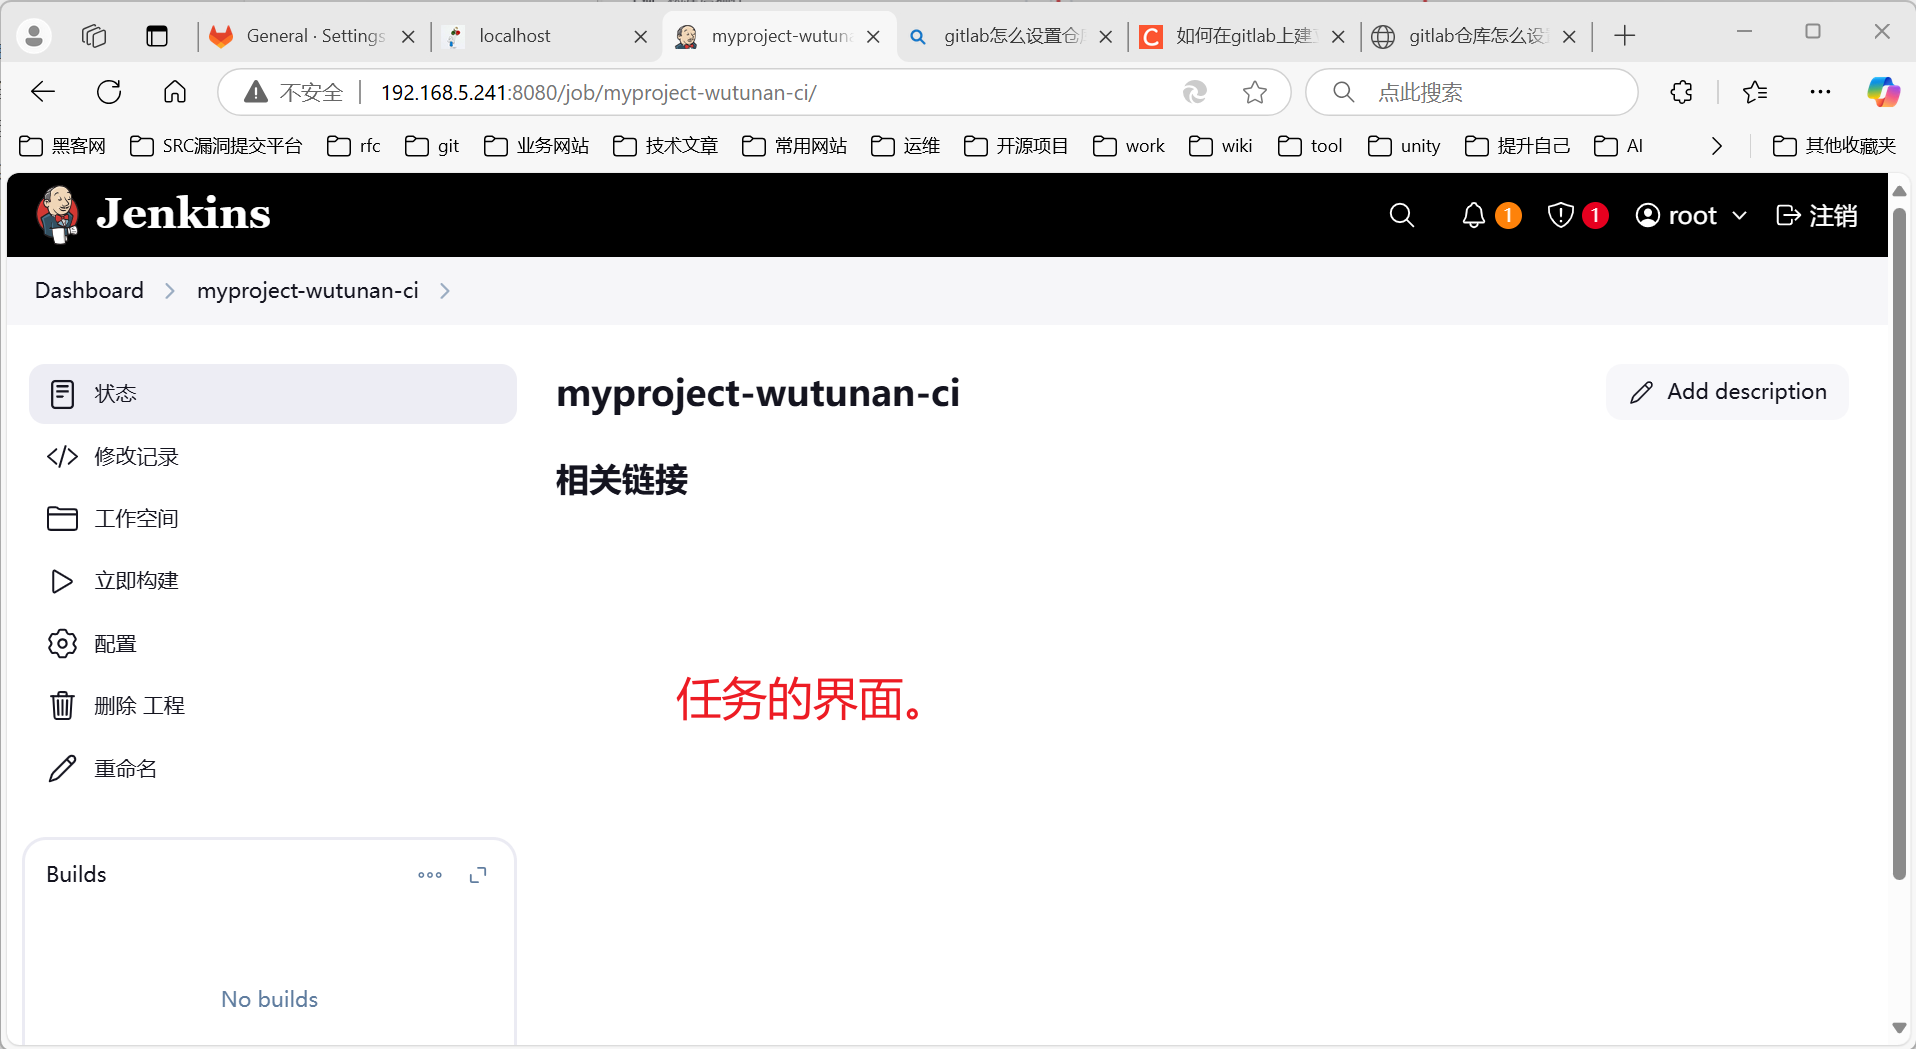 General · Settings
localhost
myproject-wutuna
gitlab怎么设置仓库
如何在gitlab上建立
gitlab仓库怎么设
不安全
192.168.5.241:8080/job/myproject-wutunan-ci/
点此搜索
黑客网
SRC漏洞提交平台
rfc
git
业务网站
技术文章
常用网站
运维
开源项目
work
wiki
tool
unity
提升自己
AI
其他收藏夹
Jenkins
1
1
root
注销
Dashboard
myproject-wutunan-ci
状态
myproject-wutunan-ci
Add description
修改记录
相关链接
工作空间
立即构建
配置
删除 工程
任务的界面。
重命名
Builds
No builds